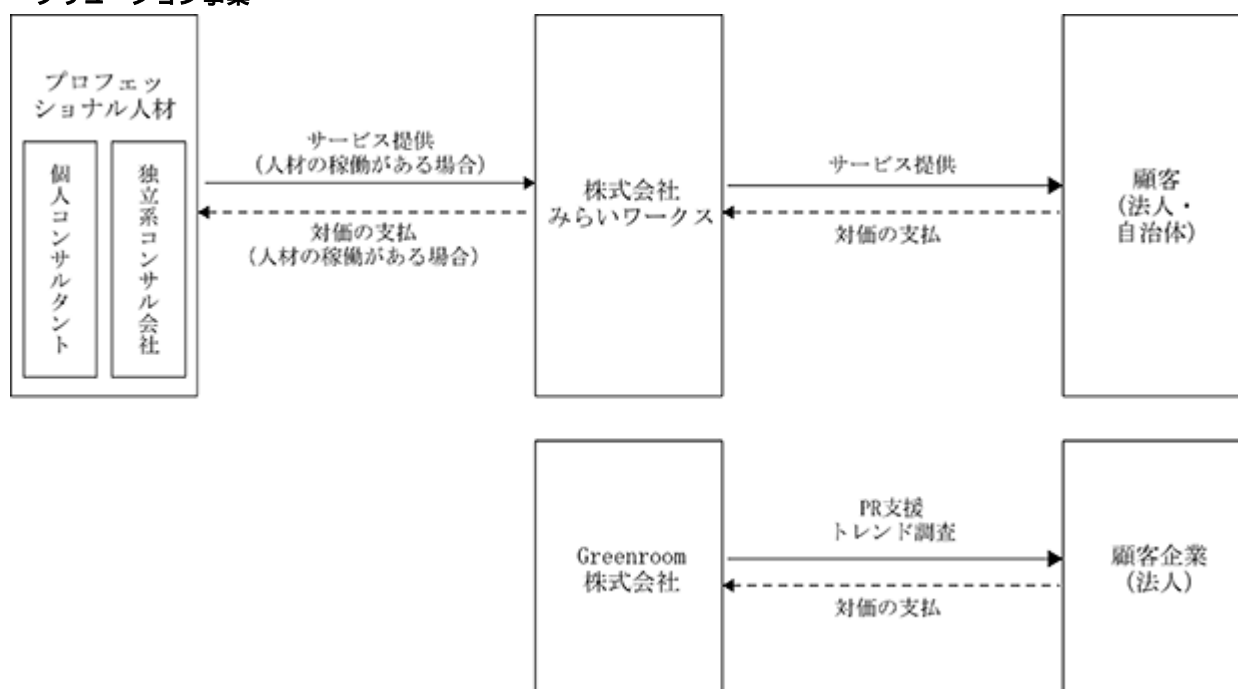 プロフェッ
ショナル人材
個人コンサルタント
独立系コンサル会社
サービス提供
(人材の稼働がある場合)
対価の支払
(人材の稼働がある場合)
株式会社
みらいワークス
サービス提供
対価の支払
顧客
(法人・
自治体)
Greenroom
株式会社
PR支援
トレンド調査
対価の支払
顧客企業
(法人)